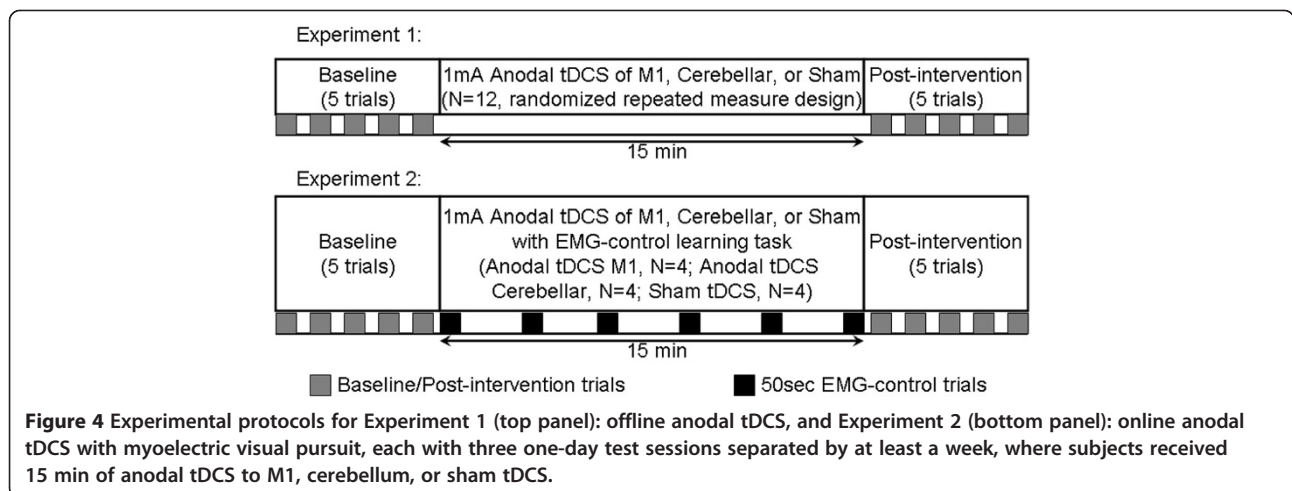 Experiment 1:
Baseline
(5 trials)
1mA Anodal tDCS of M1, Cerebellar, or Sham
(N=12, randomized repeated measure design)
Post-intervention
(5 trials)
15 min
Experiment 2:
Baseline
(5 trials)
1mA Anodal tDCS of M1, Cerebellar, or Sham
with EMG-control learning task
(Anodal tDCS M1, N=4; Anodal tDCS
Cerebellar, N=4; Sham tDCS, N=4)
Post-intervention
(5 trials)
15 min
Baseline/Post-intervention trials
50sec EMG-control trials
Figure 4 Experimental protocols for Experiment 1 (top panel): offline anodal tDCS, and Experiment 2 (bottom panel): online anodal
tDCS with myoelectric visual pursuit, each with three one-day test sessions separated by at least a week, where subjects received
15 min of anodal tDCS to M1, cerebellum, or sham tDCS.